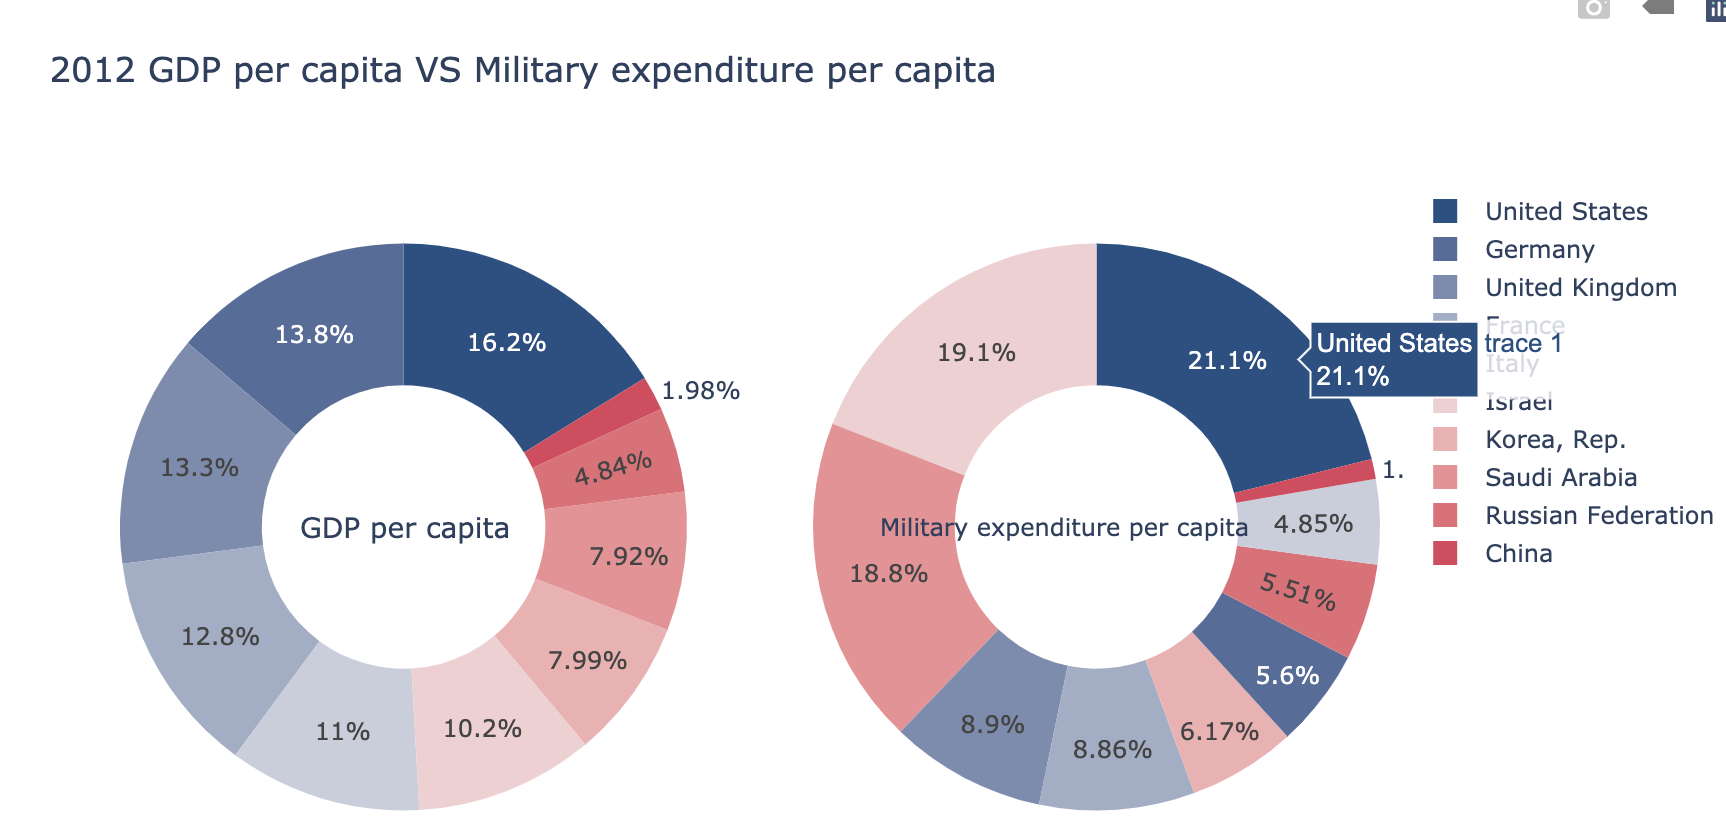 2012 GDP per capita VS Military expenditure per capita
16.2%
1.98%
4.84%
7.92%
7.99%
10.2%
11%
12.8%
13.3%
13.8%
GDP per capita
21.1%
1.
4.85%
5.51%
5.6%
6.17%
8.86%
8.9%
18.8%
19.1%
Military expenditure per capita
United States
Germany
United Kingdom
France
United States trace 1
Italy
21.1%
Israel
Korea, Rep.
Saudi Arabia
Russian Federation
China